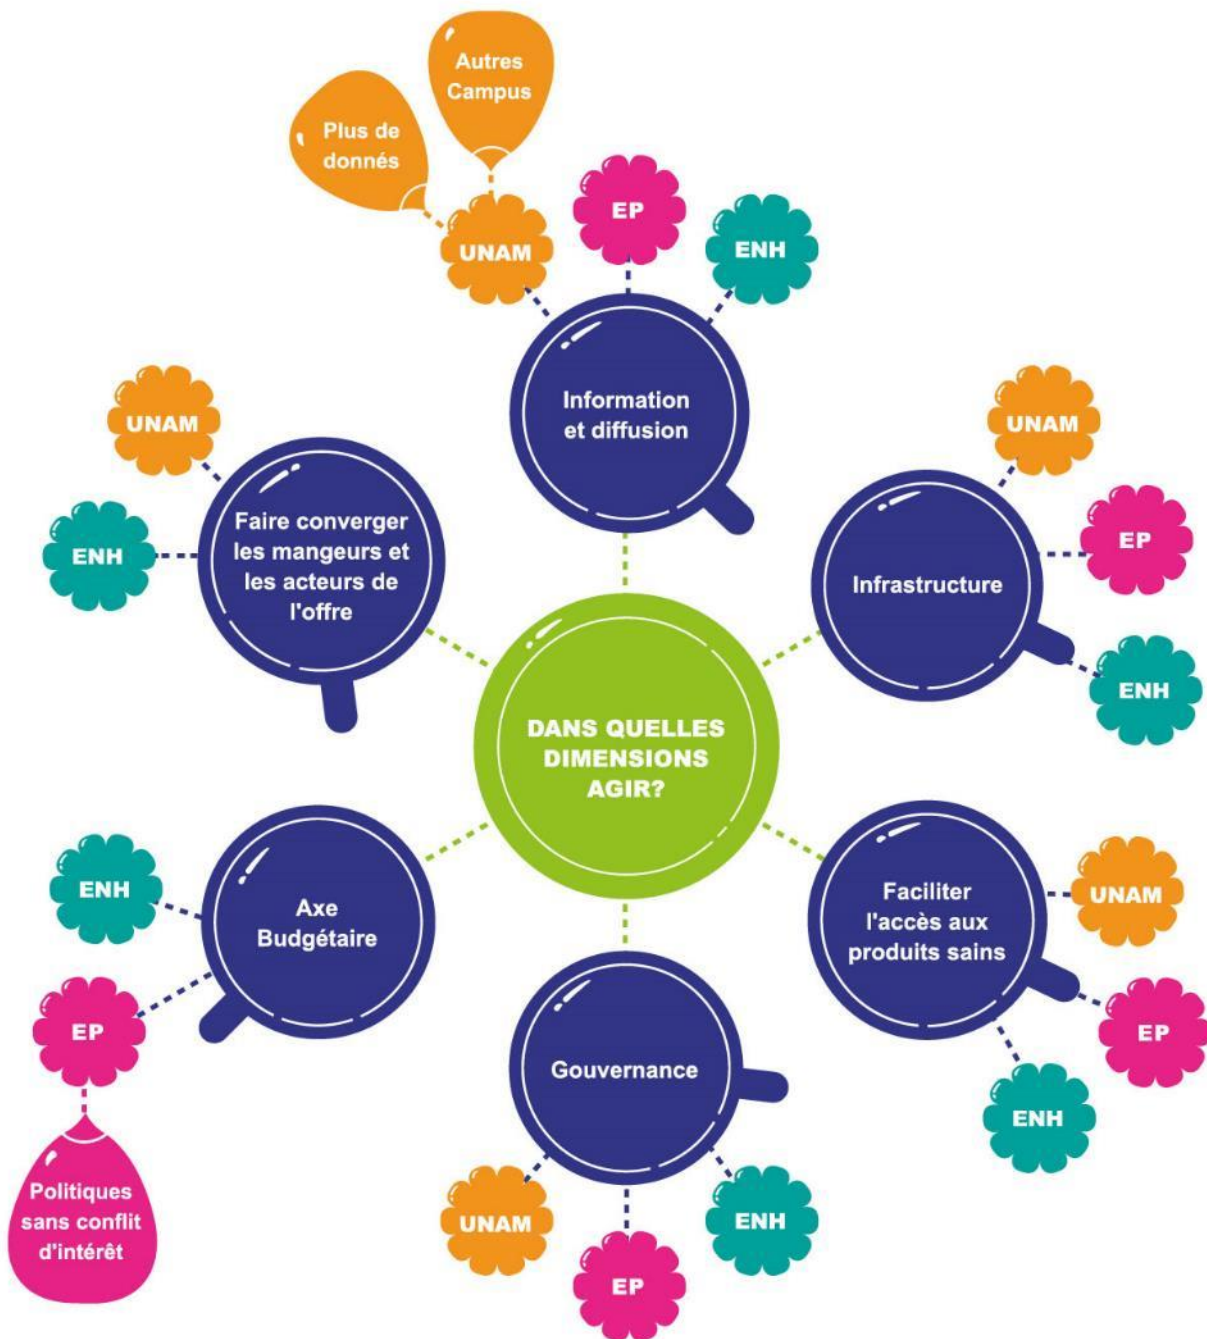 Autres
Campus
Plus de
donnés
UNAM
EP
ENH
Information
et diffusion
UNAM
EP
ENH
Infrastructure
UNAM
ENH
Faire converger
les mangeurs et
les acteurs de
l'offre
DANS QUELLES
DIMENSIONS
AGIR?
ENH
EP
Axe
Budgétaire
Politiques
sans conflit
d'intérêt
Faciliter
l'accès aux
produits sains
UNAM
EP
ENH
Gouvernance
UNAM
EP
ENH